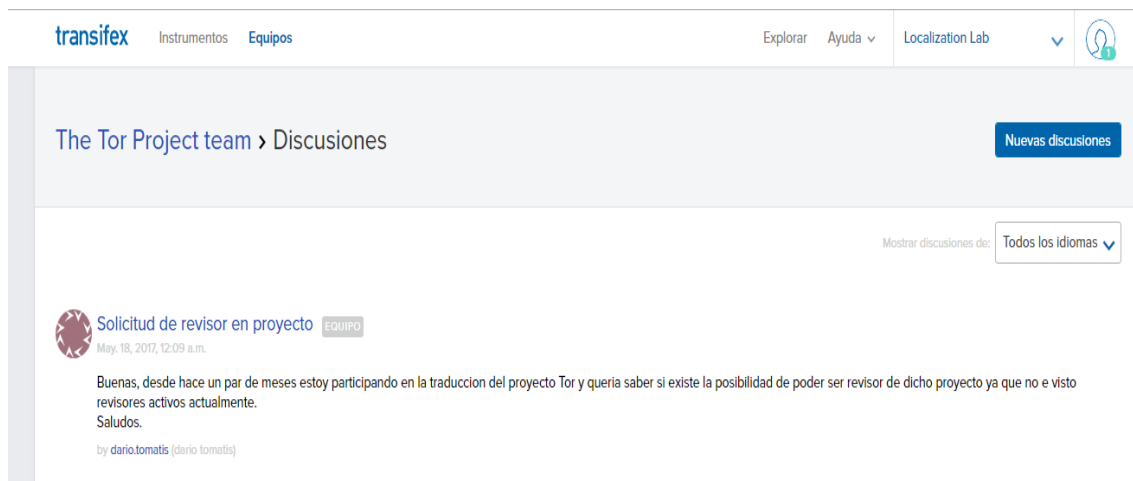 transifex Instrumentos Equipos Explorar Ayuda Localization Lab
1
The Tor Project team › Discusiones
Nuevas discusiones
Mostrar discusiones de: Todos los idiomas
Solicitud de revisor en proyecto EQUIPO
May. 18, 2017, 12:09 a.m.
Buenas, desde hace un par de meses estoy participando en la traduccion del proyecto Tor y queria saber si existe la posibilidad de poder ser revisor de dicho proyecto ya que no e visto
revisores activos actualmente.
Saludos.
by dario.tomatis (dario tomatis)